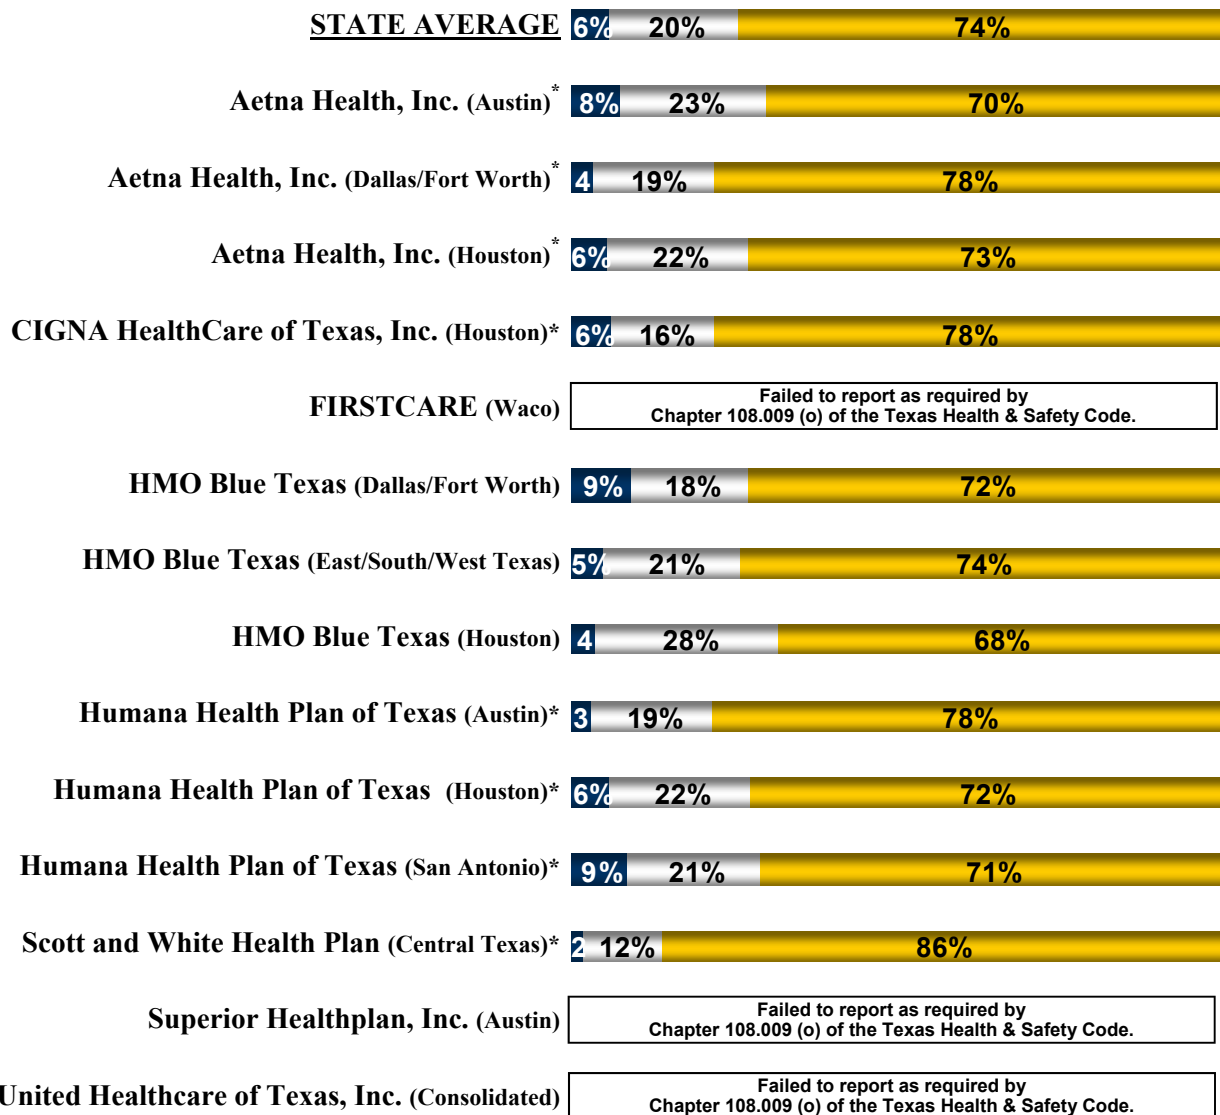 STATE AVERAGE 6% 20% 74%
Aetna Health, Inc. (Austin)* 8% 23% 70%
Aetna Health, Inc. (Dallas/Fort Worth)* 4 19% 78%
Aetna Health, Inc. (Houston)* 6% 22% 73%
CIGNA HealthCare of Texas, Inc. (Houston)* 6% 16% 78%
FIRSTCARE (Waco) Failed to report as required by
Chapter 108.009 (o) of the Texas Health & Safety Code.
HMO Blue Texas (Dallas/Fort Worth) 9% 18% 72%
HMO Blue Texas (East/South/West Texas) 5% 21% 74%
HMO Blue Texas (Houston) 4 28% 68%
Humana Health Plan of Texas (Austin)* 3 19% 78%
Humana Health Plan of Texas (Houston)* 6% 22% 72%
Humana Health Plan of Texas (San Antonio)* 9% 21% 71%
Scott and White Health Plan (Central Texas)* 2 12% 86%
Superior Healthplan, Inc. (Austin) Failed to report as required by
Chapter 108.009 (o) of the Texas Health & Safety Code.
United Healthcare of Texas, Inc. (Consolidated) Failed to report as required by
Chapter 108.009 (o) of the Texas Health & Safety Code.